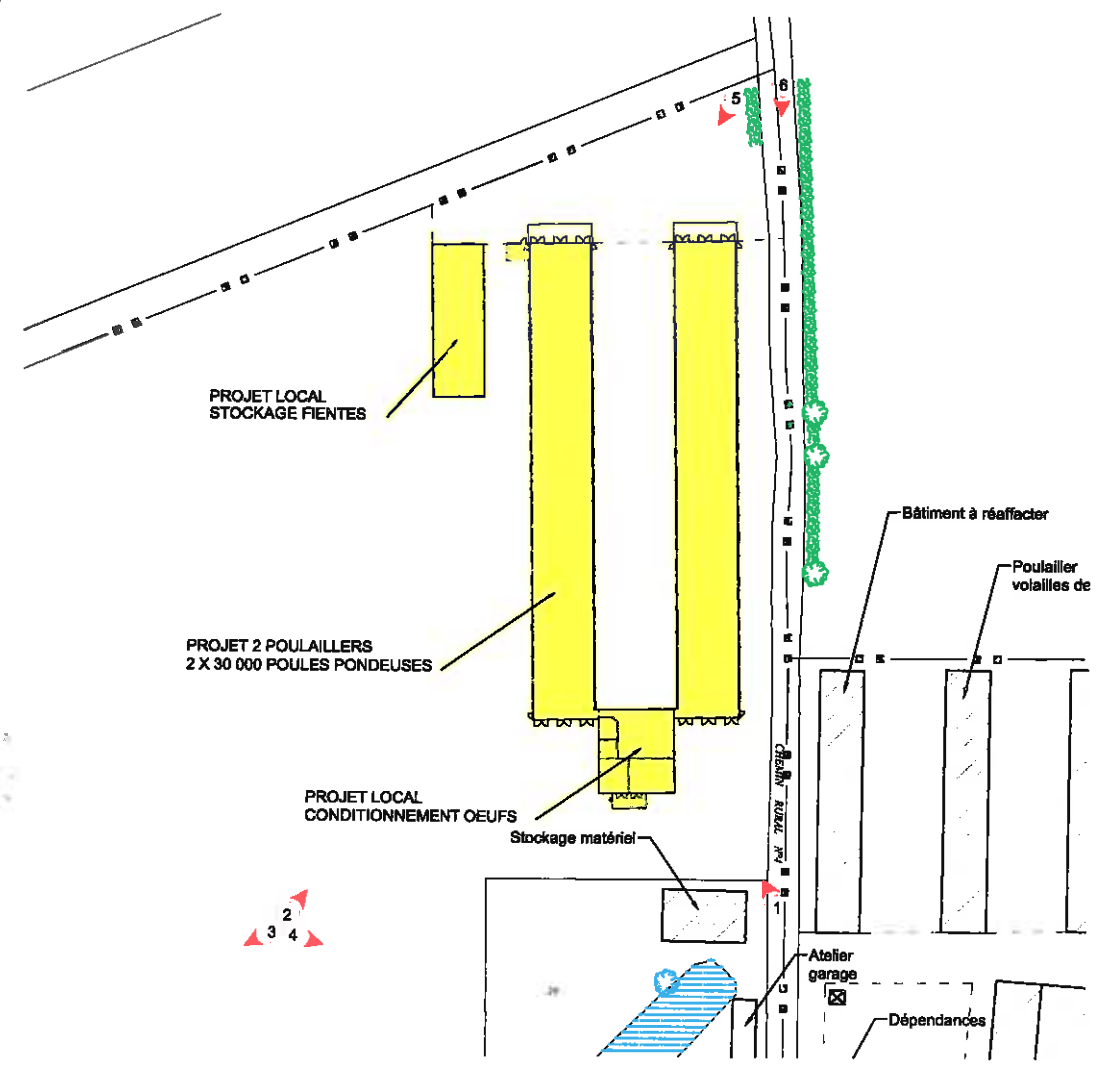 5
6
PROJET LOCAL
STOCKAGE FIENTES
Bâtiment à réaffacter
Poulailler
volailles de
PROJET 2 POULAILLERS
2 X 30 000 POULES PONDEUSES
CHEMIN RURAL N°4
PROJET LOCAL
CONDITIONNEMENT OEUFS
Stockage matériel
1
2
3 4
Atelier
garage
Dépendances